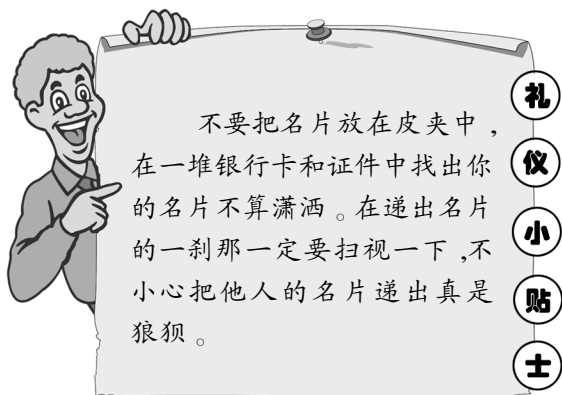 不要把名片放在皮夹中,
在一堆银行卡和证件中找出你
的名片不算潇洒。在递出名片
的一刹那一定要扫视一下,不
小心把他人的名片递出真是
狼狈。
礼
仪
小
贴
士